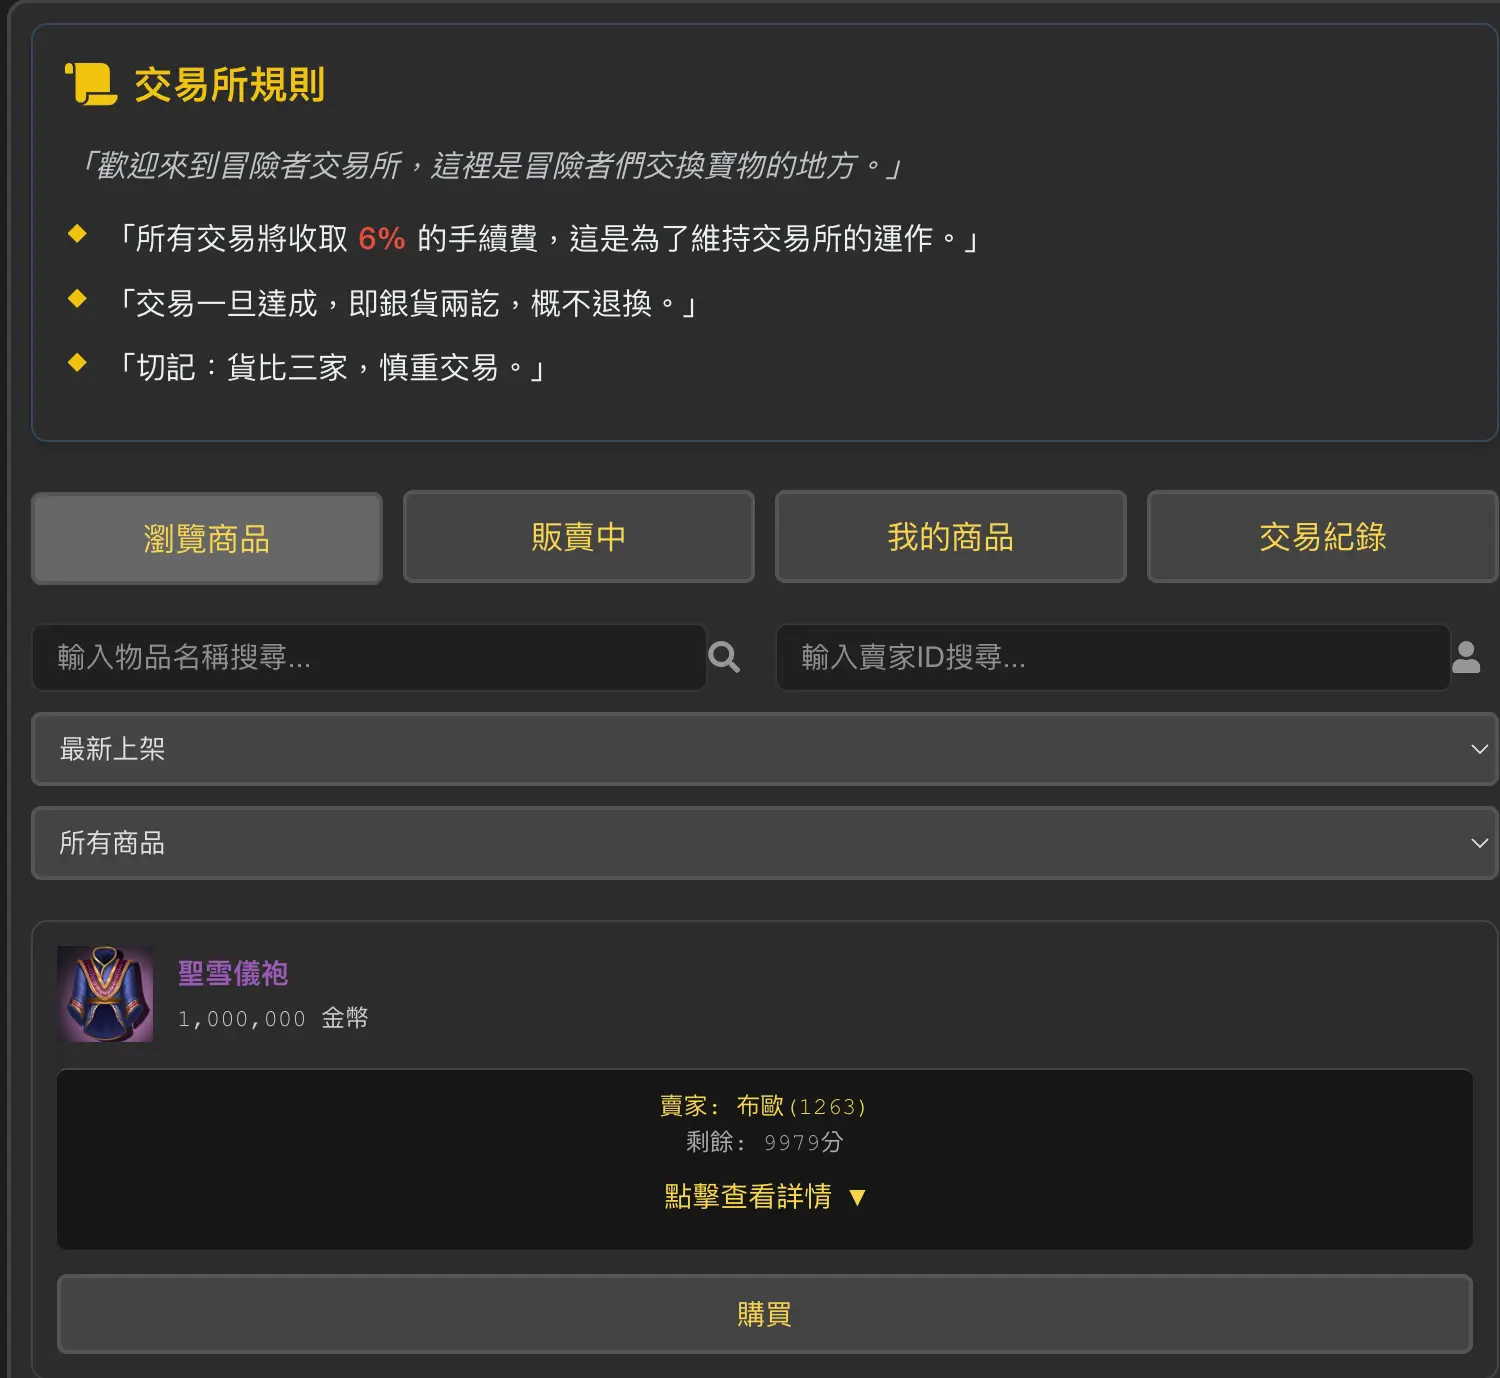 交易所規則
「歡迎來到冒險者交易所，這裡是冒險者們交換寶物的地方。」
「所有交易將收取 6% 的手續費，這是為了維持交易所的運作。」
「交易一旦達成，即銀貨兩訖，概不退換。」
「切記：貨比三家，慎重交易。」
瀏覽商品
販賣中
我的商品
交易紀錄
輸入物品名稱搜尋...
輸入賣家ID搜尋...
最新上架
所有商品
聖雪儀袍
1,000,000 金幣
賣家: 布歐(1263)
剩餘: 9979分
點擊查看詳情 ▼
購買